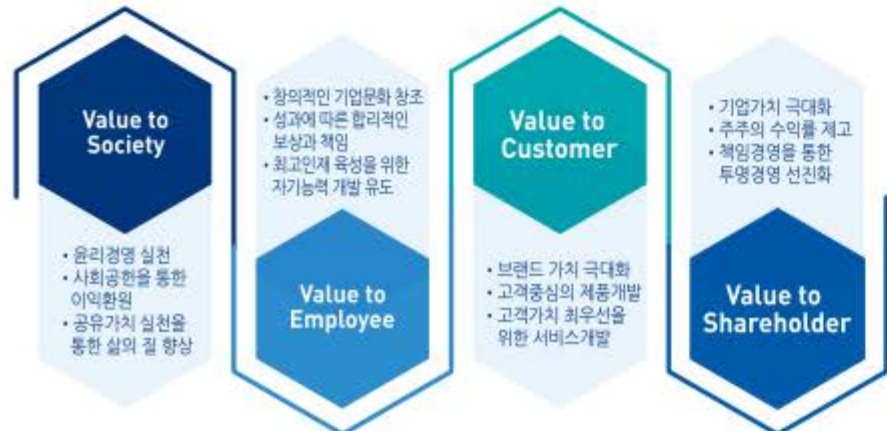 Value to
Society
• 윤리경영 실천
• 사회공헌을 통한
이익환원
• 공유가치 실천을
통한 삶의 질 향상
• 창의적인 기업문화 창조
• 성과에 따른 합리적인
보상과 책임
• 최고인재 육성을 위한
자기능력 개발 유도
Value to
Employee
Value to
Customer
• 브랜드 가치 극대화
• 고객중심의 제품개발
• 고객가치 최우선을
위한 서비스개발
• 기업가치 극대화
• 주주의 수익률 제고
• 책임경영을 통한
투명경영 선진화
Value to
Shareholder